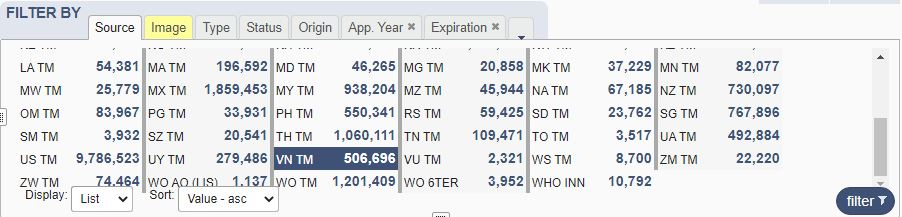 FILTER BY
Source Image Type Status Origin App. Year × Expiration ×
LA TM 54,381 MA TM 196,592 MD TM 46,265 MG TM 20,858 MK TM 37,229 MN TM 82,077
MW TM 25,779 MX TM 1,859,453 MY TM 938,204 MZ TM 45,944 NA TM 67,185 NZ TM 730,097
OM TM 83,967 PG TM 33,931 PH TM 550,341 RS TM 59,425 SD TM 23,762 SG TM 767,896
SM TM 3,932 SZ TM 20,541 TH TM 1,060,111 TN TM 109,471 TO TM 3,517 UA TM 492,884
US TM 9,786,523 UY TM 279,486 VN TM 506,696 VU TM 2,321 WS TM 8,700 ZM TM 22,220
ZW TM 74,464 WO AO (LIS) 1,137 WO TM 1,201,409 WO 6TER 3,952 WHO INN 10,792
Display: List Sort: Value - asc filter